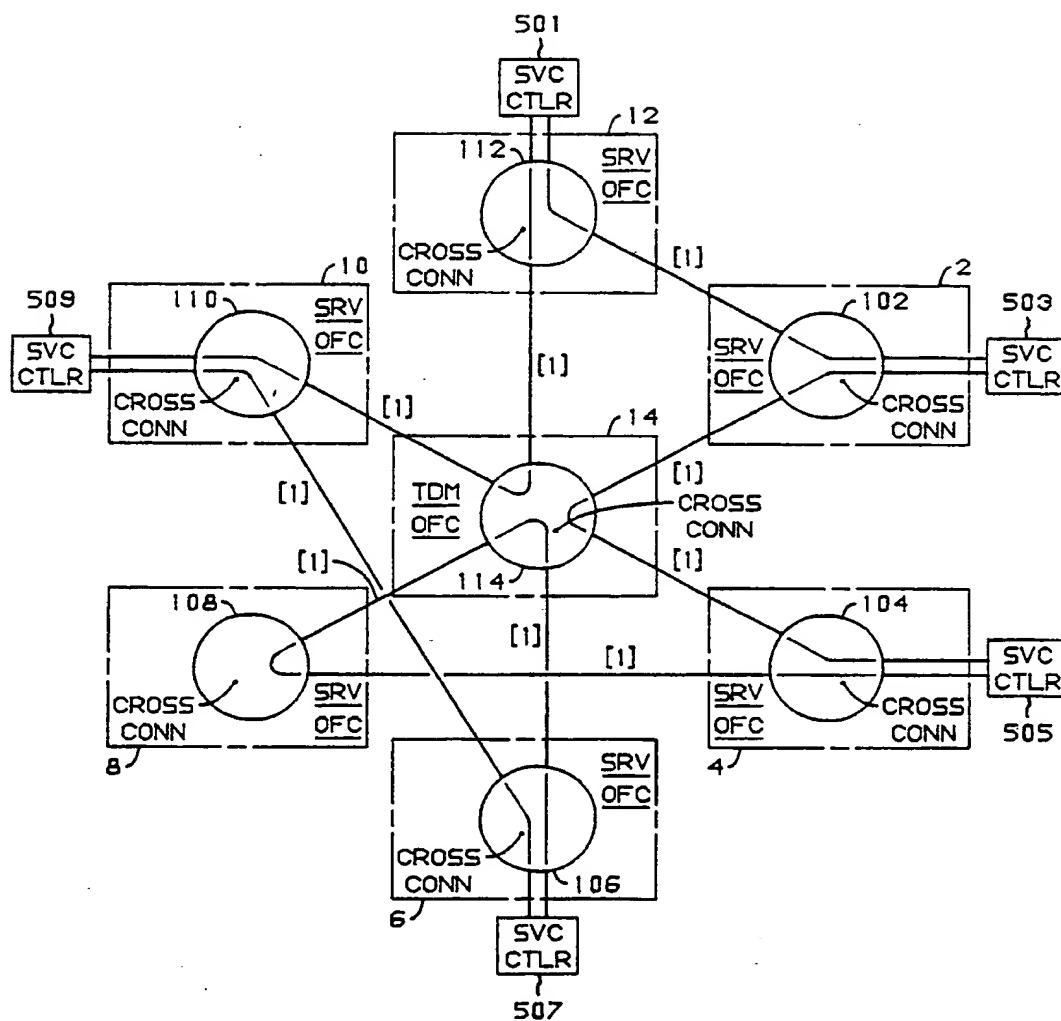 501
SVC
CTLR
12
112
SRV
OFC
CROSS
CONN
[1]
10
110
SRV
OFC
509
SVC
CTLR
CROSS
CONN
[1]
[1]
2
102
503
SRV
OFC
SVC
CTLR
CROSS
CONN
[1]
14
TDM
OFC
CROSS
CONN
114
[1]
[1]
[1]
[1]
108
CROSS
CONN
SRV
OFC
8
[1]
104
SVC
CTLR
SRV
OFC
CROSS
CONN
505
4
SRV
OFC
CROSS
CONN
106
6
SVC
CTLR
507